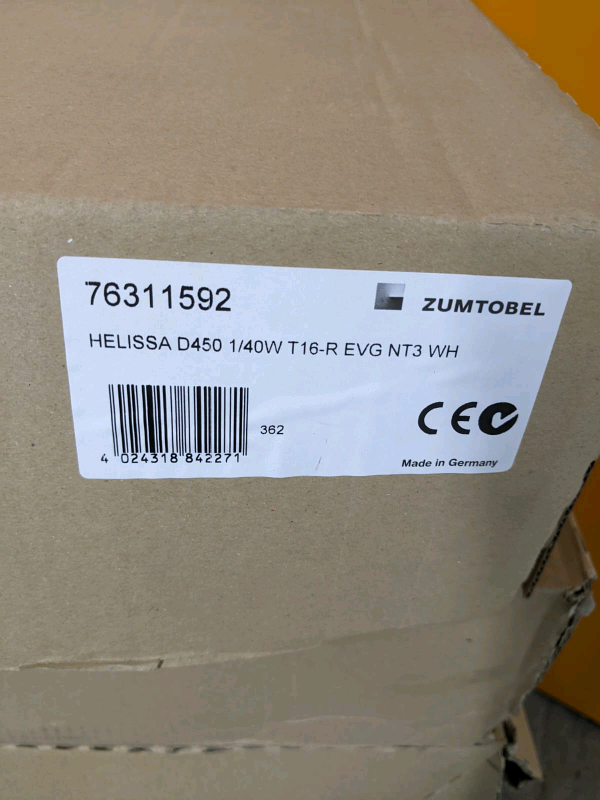 76311592
ZUMTOBEL
HELISSA D450 1/40W T16-R EVG NT3 WH
362
CE
4 024318 842271
Made in Germany